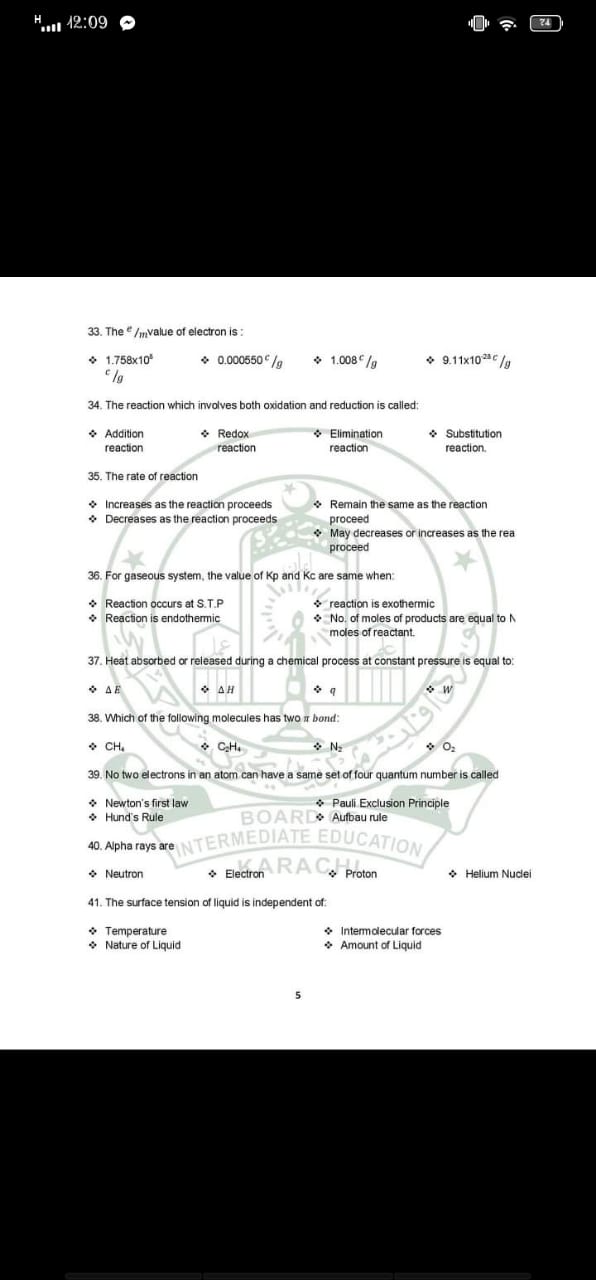 H 12:09 74
33. The e/m value of electron is :
❖ 1.758x10⁸ ❖ 0.000550 c/g ❖ 1.008 c/g ❖ 9.11x10⁻²⁸ c/g
c/g
34. The reaction which involves both oxidation and reduction is called:
❖ Addition ❖ Redox ❖ Elimination ❖ Substitution
reaction reaction reaction reaction.
35. The rate of reaction
❖ Increases as the reaction proceeds ❖ Remain the same as the reaction
❖ Decreases as the reaction proceeds proceed
❖ May decreases or increases as the rea
proceed
36. For gaseous system, the value of Kp and Kc are same when:
❖ Reaction occurs at S.T.P ❖ reaction is exothermic
❖ Reaction is endothermic ❖ No. of moles of products are equal to N
moles of reactant.
37. Heat absorbed or released during a chemical process at constant pressure is equal to:
❖ Δ E ❖ Δ H ❖ q ❖ W
38. Which of the following molecules has two π bond:
❖ CH₄ ❖ C₂H₄ ❖ N₂ ❖ O₂
39. No two electrons in an atom can have a same set of four quantum number is called
❖ Newton's first law ❖ Pauli Exclusion Principle
❖ Hund's Rule ❖ Aufbau rule
BOARD
40. Alpha rays are
INTERMEDIATE EDUCATION
KARACHI
❖ Neutron ❖ Electron ❖ Proton ❖ Helium Nuclei
41. The surface tension of liquid is independent of:
❖ Temperature ❖ Intermolecular forces
❖ Nature of Liquid ❖ Amount of Liquid
5